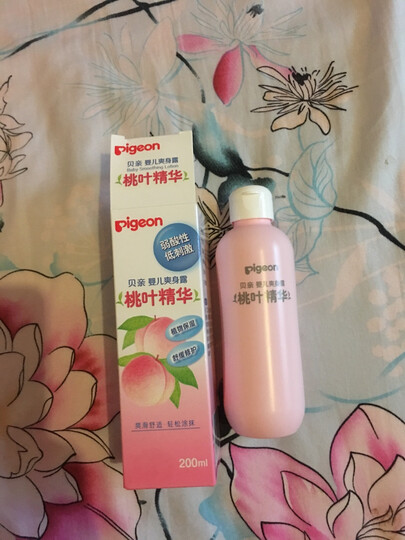 Pigeon
贝亲 婴儿爽身露
Baby Smoothing Lotion
桃叶精华
Pigeon
弱酸性
低刺激
贝亲 婴儿爽身露
桃叶精华
植物保湿
舒缓修护
爽滑舒适 轻松涂抹
200ml
Pigeon
贝亲 婴儿爽身露
桃叶精华